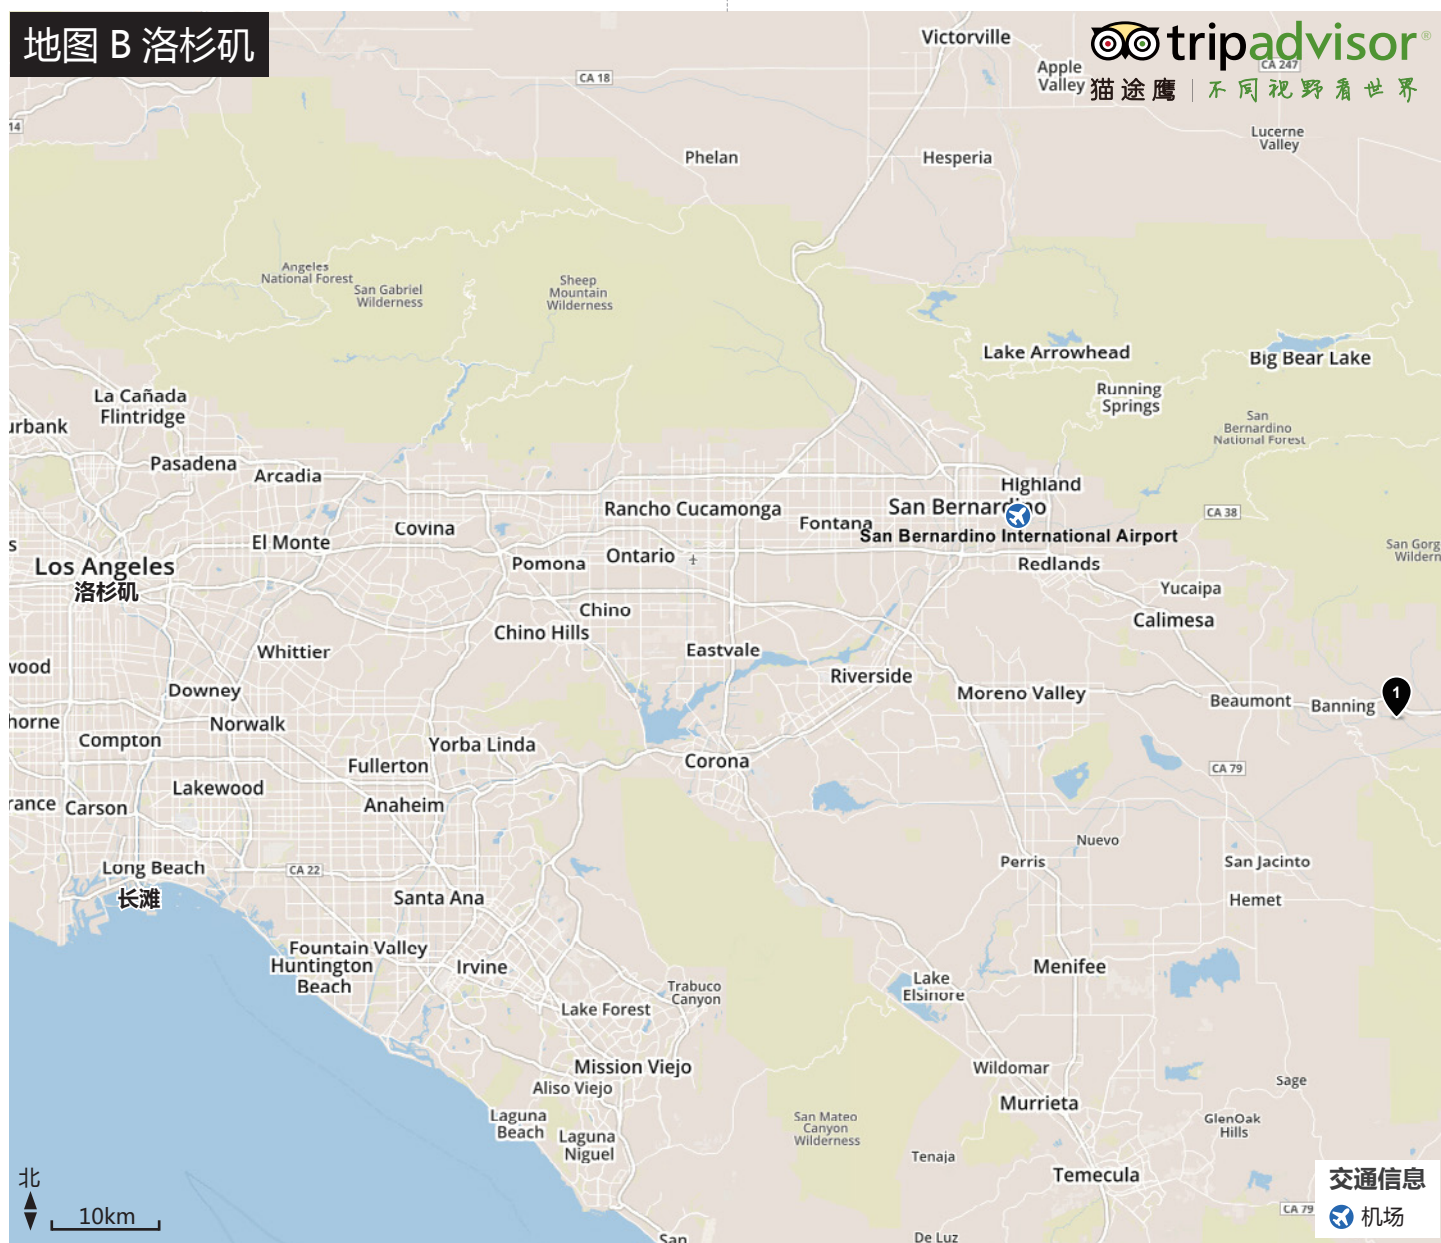 地图 B 洛杉矶
Victorville
tripadvisor®
猫途鹰 | 不同视野看世界
Apple
Valley
CA 247
CA 18
14
Lucerne
Valley
Phelan
Hesperia
Angeles
National Forest
San Gabriel
Wilderness
Sheep
Mountain
Wilderness
Lake Arrowhead
Big Bear Lake
Running
Springs
La Cañada
Flintridge
urbank
San
Bernardino
National Forest
Pasadena
Arcadia
Highland
San Bernardino
Rancho Cucamonga
Fontana
CA 38
Covina
San Bernardino International Airport
El Monte
s
San Gorg
Wildern
Ontario
Pomona
Redlands
Los Angeles
洛杉矶
Yucaipa
Chino
Calimesa
Chino Hills
Whittier
Eastvale
wood
Riverside
Downey
Moreno Valley
1
Beaumont
Banning
horne
Norwalk
Compton
Yorba Linda
Fullerton
Corona
CA 79
Lakewood
rance
Carson
Anaheim
Nuevo
Long Beach
长滩
CA 22
Perris
San Jacinto
Santa Ana
Hemet
Fountain Valley
Huntington
Beach
Irvine
Menifee
Lake
Elsinore
Trabuco
Canyon
Lake Forest
Mission Viejo
Wildomar
Aliso Viejo
Sage
Murrieta
Laguna
Beach
San Mateo
Canyon
Wilderness
GlenOak
Hills
Laguna
Niguel
Tenaja
Temecula
北
10km
交通信息
机场
CA 79
San
De Luz